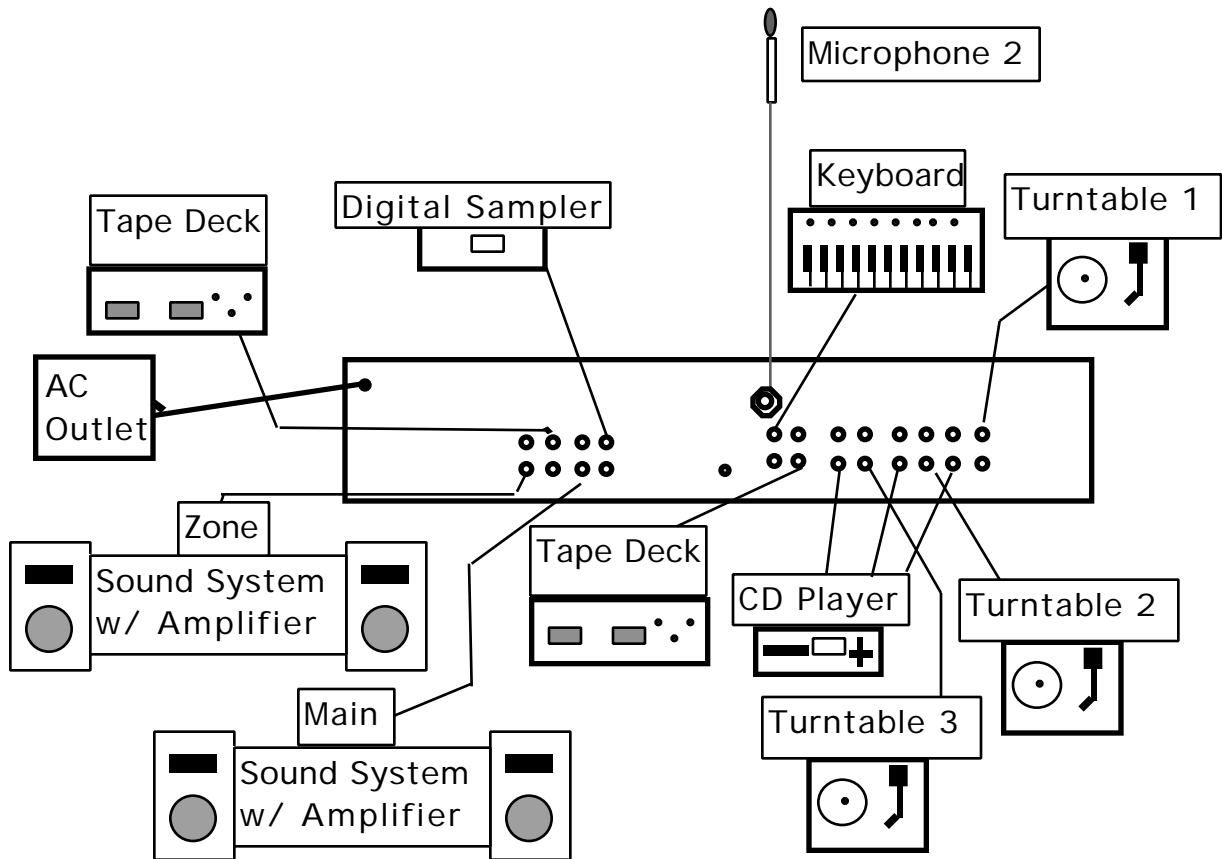 Microphone 2
Keyboard
Turntable 1
Digital Sampler
Tape Deck
AC
Outlet
Zone
Sound System
w/ Amplifier
Tape Deck
CD Player
Turntable 2
Main
Turntable 3
Sound System
w/ Amplifier